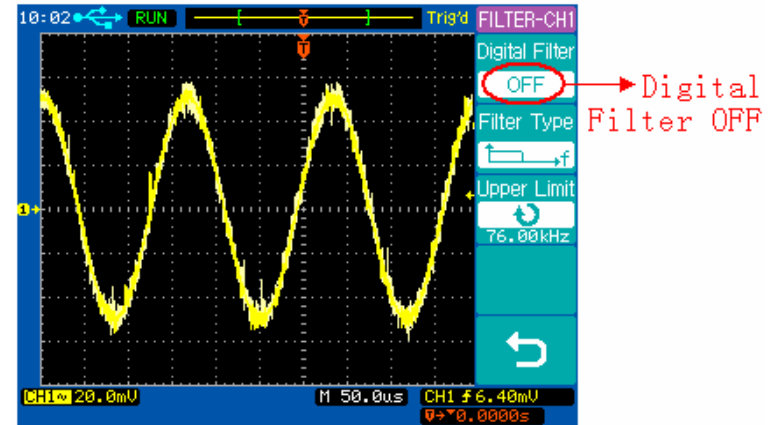 10:02 RUN Trig'd FILTER-CH1
T
T
Digital Filter
OFF
Digital
Filter OFF
Filter Type
f
Upper Limit
76.00kHz
1
CH1~ 20.0mV M 50.0us CH1 6.40mV
0.0000s